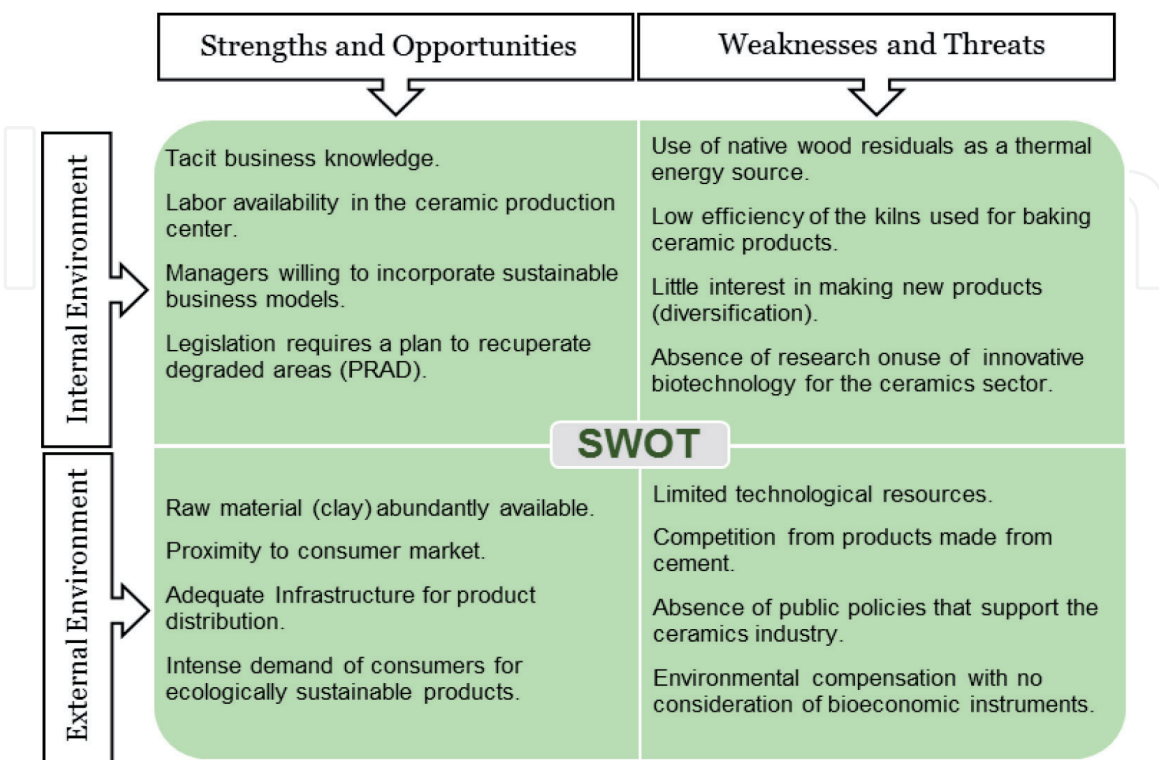 Strengths and Opportunities
Weaknesses and Threats
Internal Environment
Tacit business knowledge.
Labor availability in the ceramic production
center.
Managers willing to incorporate sustainable
business models.
Legislation requires a plan to recuperate
degraded areas (PRAD).
Use of native wood residuals as a thermal
energy source.
Low efficiency of the kilns used for baking
ceramic products.
Little interest in making new products
(diversification).
Absence of research onuse of innovative
biotechnology for the ceramics sector.
SWOT
External Environment
Raw material (clay) abundantly available.
Proximity to consumer market.
Adequate Infrastructure for product
distribution.
Intense demand of consumers for
ecologically sustainable products.
Limited technological resources.
Competition from products made from
cement.
Absence of public policies that support the
ceramics industry.
Environmental compensation with no
consideration of bioeconomic instruments.